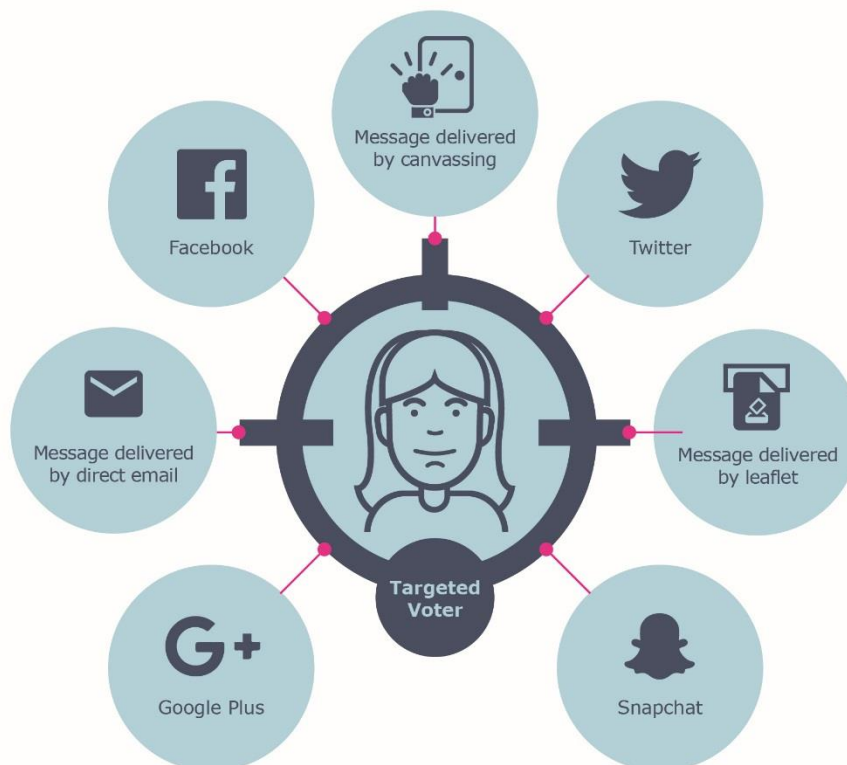 Message delivered
by canvassing
Facebook
Twitter
Message delivered
by direct email
Message delivered
by leaflet
Targeted
Voter
G+
Google Plus
Snapchat